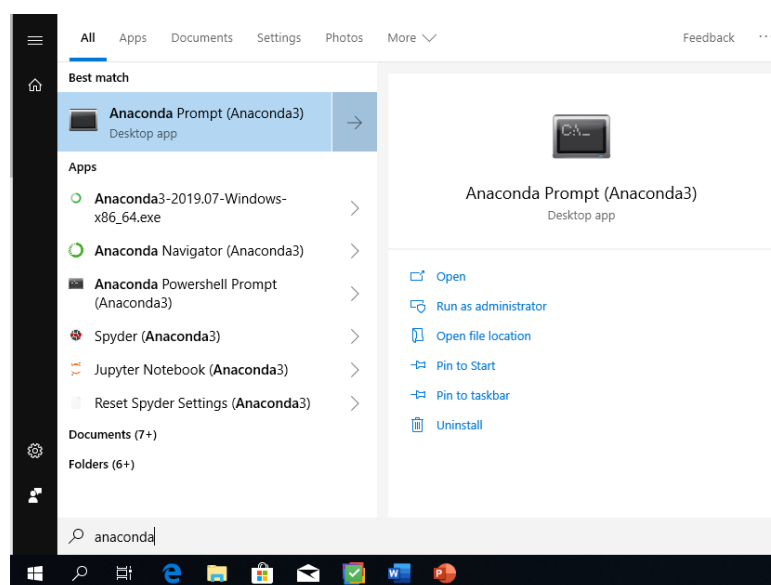 All Apps Documents Settings Photos More Feedback ...
Best match
Anaconda Prompt (Anaconda3)
Desktop app
Apps
Anaconda3-2019.07-Windows-
x86_64.exe
Anaconda Navigator (Anaconda3)
Anaconda Powershell Prompt
(Anaconda3)
Spyder (Anaconda3)
Jupyter Notebook (Anaconda3)
Reset Spyder Settings (Anaconda3)
Documents (7+)
Folders (6+)
C:\_
Anaconda Prompt (Anaconda3)
Desktop app
Open
Run as administrator
Open file location
Pin to Start
Pin to taskbar
Uninstall
anaconda